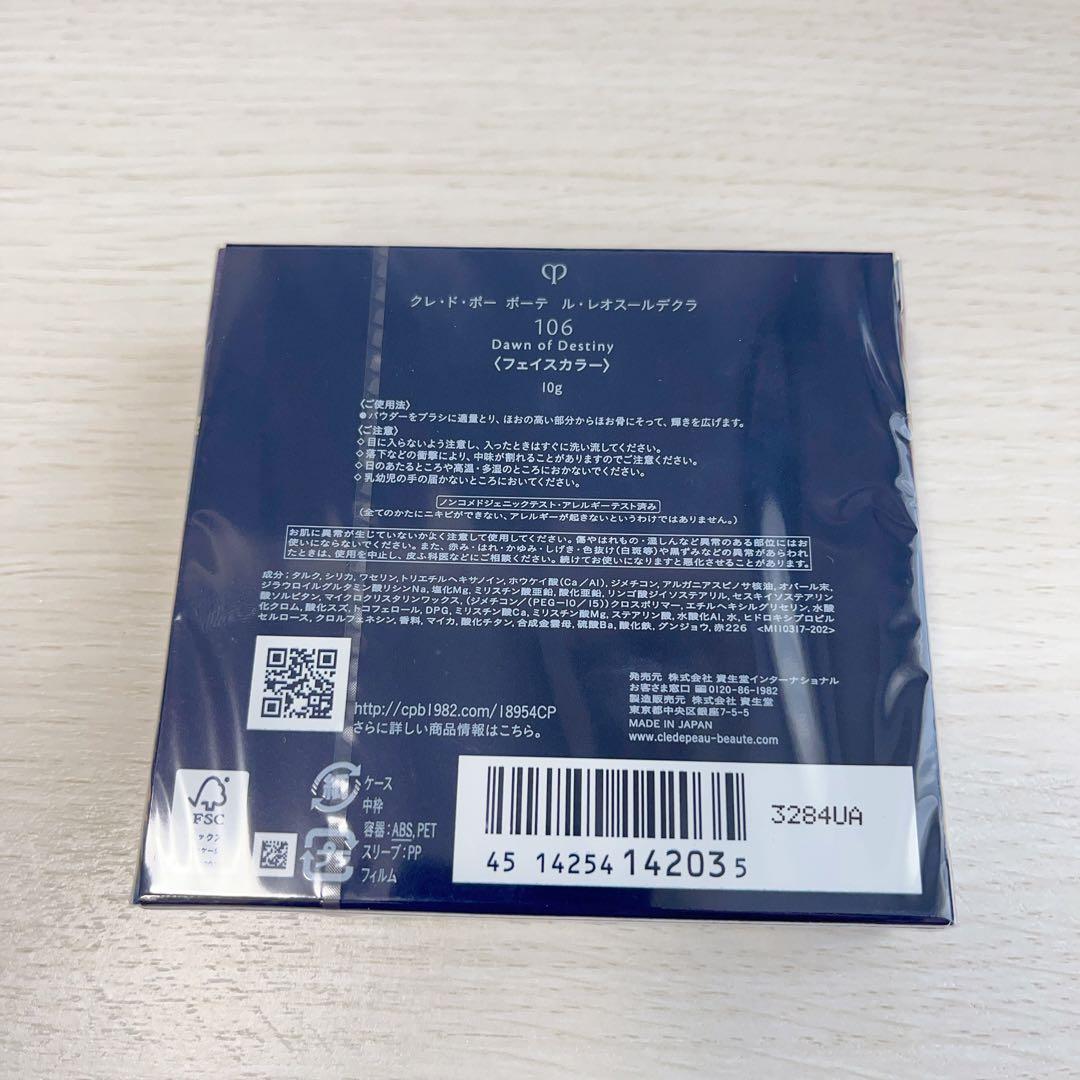 クレ・ド・ポー ボーテ ル・レオスールデクラ
106
Dawn of Destiny
〈フェイスカラー〉
10g
〈ご使用法〉
●パウダーをブラシに適量とり、ほおの高い部分からほお骨にそって、輝きを広げます。
〈ご注意〉
◇目に入らないよう注意し、入ったときはすぐに洗い流してください。
◇落下などの衝撃により、中味が割れることがありますのでご注意ください。
◇日のあたるところや高温・多湿のところにおかないでください。
◇乳幼児の手の届かないところにおいてください。
ノンコメドジェニックテスト・アレルギーテスト済み
（全てのかたにニキビができない、アレルギーが起きないというわけではありません。）
お肌に異常が生じていないかよく注意して使用してください。傷やはれもの・湿しんなど異常のある部位にはお
使いにならないでください。また、赤み・はれ・かゆみ・しげき・色抜け(白斑等)や黒ずみなどの異常があらわれ
たときは、使用を中止し、皮ふ科医などにご相談ください。続けてお使いになりますと悪化させることがあります。
成分：タルク、シリカ、ワセリン、トリエチルヘキサノイン、ホウケイ酸(Ca/Al)、ジメチコン、アルガニアスピノサ核油、オパール末、
ジラウロイルグルタミン酸リシンNa、塩化Mg、ミリスチン酸亜鉛、酸化亜鉛、リンゴ酸ジイソステアリル、セスキイソステアリン
酸ソルビタン、マイクロクリスタリンワックス、(ジメチコン/(PEG-10/15))クロスポリマー、エチルヘキシルグリセリン、水酸
化クロム、酸化スズ、トコフェロール、DPG、ミリスチン酸Ca、ミリスチン酸Mg、ステアリン酸、水酸化Al、水、ヒドロキシプロピル
セルロース、クロルフェネシン、香料、マイカ、酸化チタン、合成金雲母、硫酸Ba、酸化鉄、グンジョウ、赤226 <M110317-202>
発売元 株式会社 資生堂インターナショナル
お客さま窓口 0120-86-1982
製造販売元 株式会社 資生堂
東京都中央区銀座7-5-5
MADE IN JAPAN
www.cledepeau-beaute.com
http://cpb1982.com/18954CP
さらに詳しい商品情報はこちら。
FSC
紙
ケース
中枠
容器：ABS,PET
スリーブ：PP
フィルム
3284UA
45 14254 14203 5